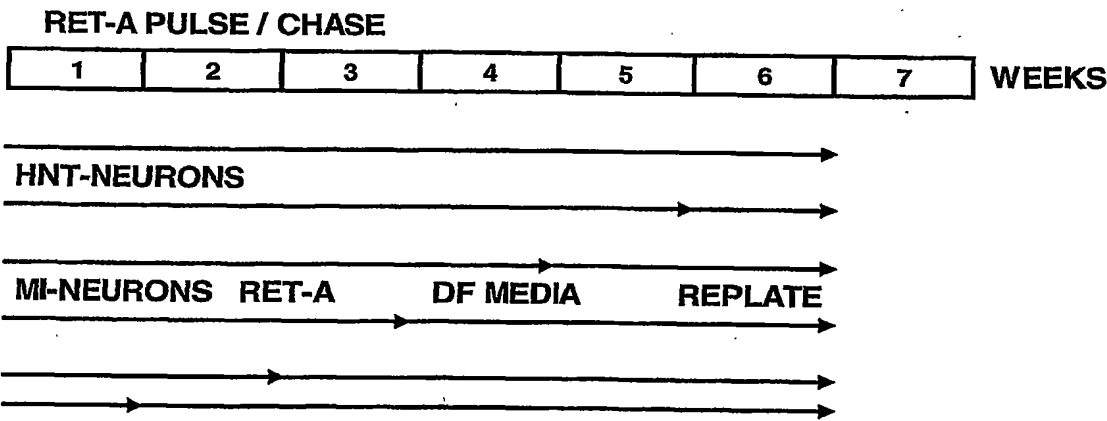 RET-A PULSE / CHASE
1 2 3 4 5 6 7 WEEKS
HNT-NEURONS
MI-NEURONS RET-A DF MEDIA REPLATE